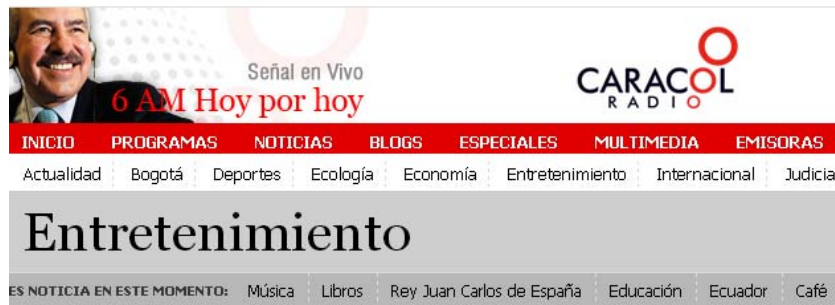 Señal en Vivo
6 AM Hoy por hoy
CARACOL
RADIO
INICIO PROGRAMAS NOTICIAS BLOGS ESPECIALES MULTIMEDIA EMISORAS
Actualidad Bogotá Deportes Ecología Economía Entretenimiento Internacional Judicia
Entretenimiento
ES NOTICIA EN ESTE MOMENTO: Música Libros Rey Juan Carlos de España Educación Ecuador Café